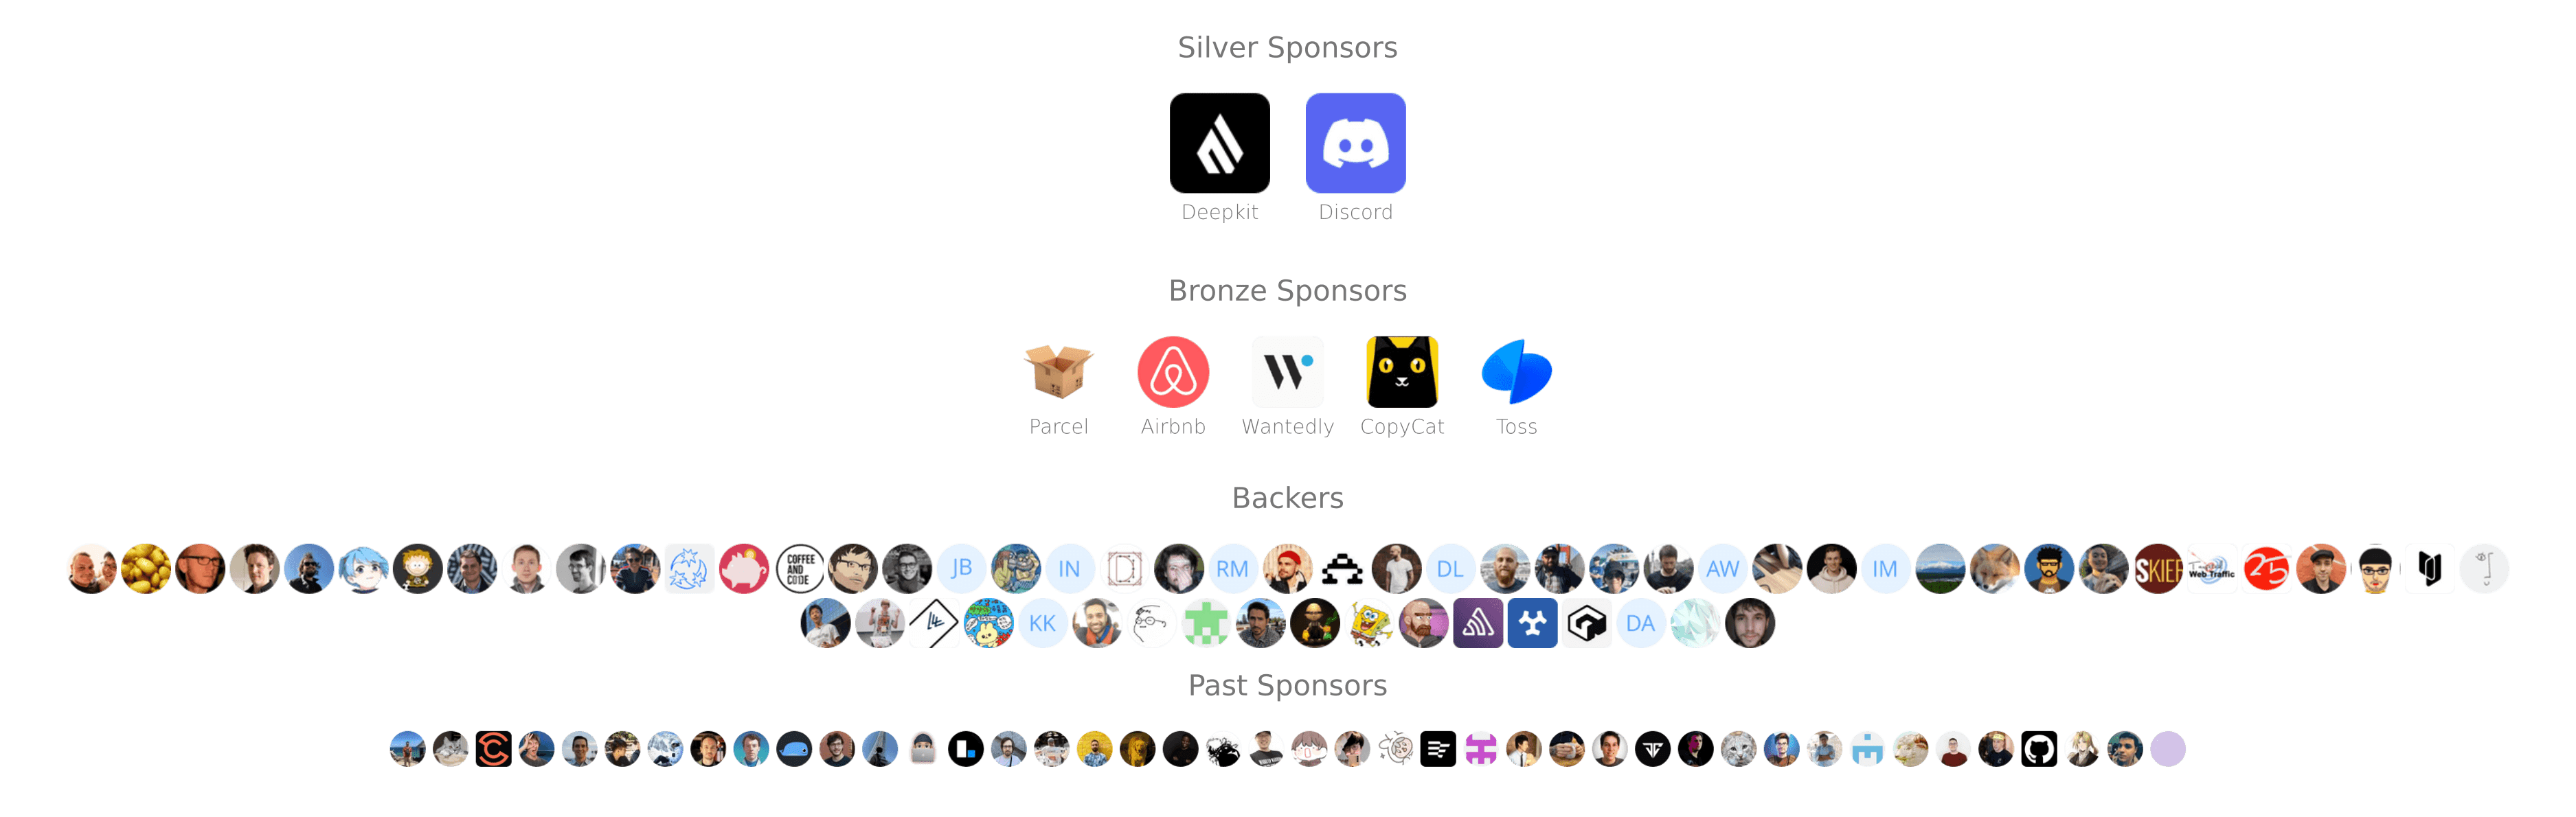 Silver Sponsors
Deepkit Discord
Bronze Sponsors
Parcel Airbnb Wantedly CopyCat Toss
Backers
COFFEE AND CODE JB IN RM DL AW IM SKIEF Web Traffic 25
KK DA
Past Sponsors